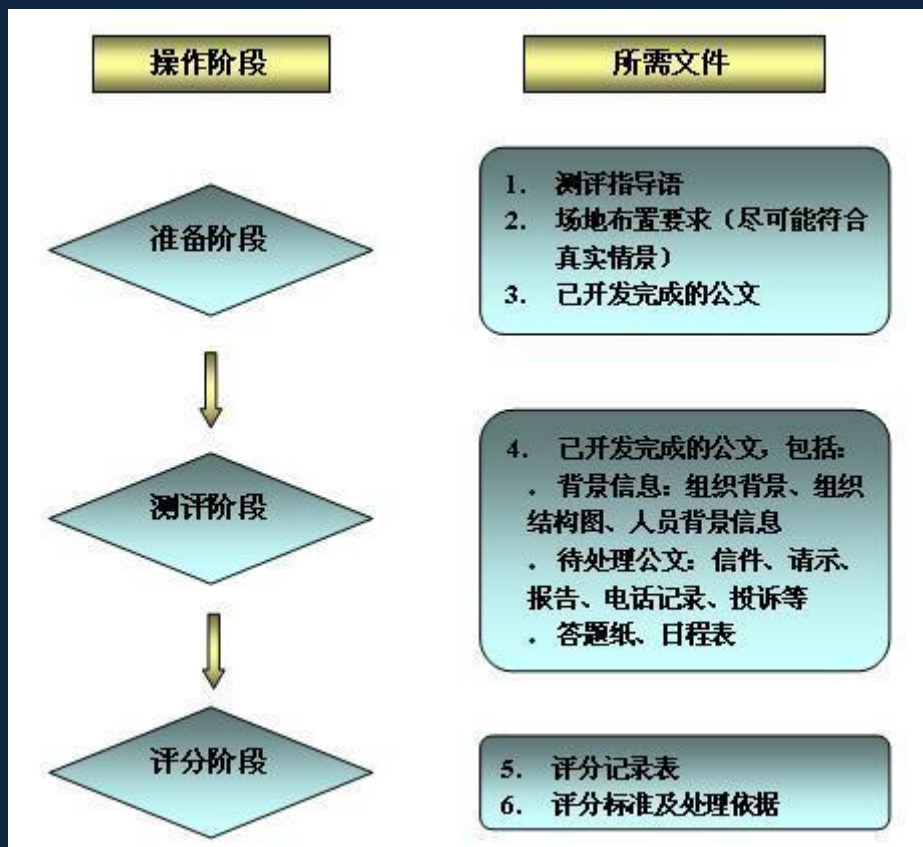 操作阶段
所需文件
准备阶段
1. 测评指导语
2. 场地布置要求（尽可能符合
真实情景）
3. 已开发完成的公文
测评阶段
4. 已开发完成的公文，包括：
. 背景信息：组织背景、组织
结构图、人员背景信息
. 待处理公文：信件、请示、
报告、电话记录、投诉等
. 答题纸、日程表
评分阶段
5. 评分记录表
6. 评分标准及处理依据